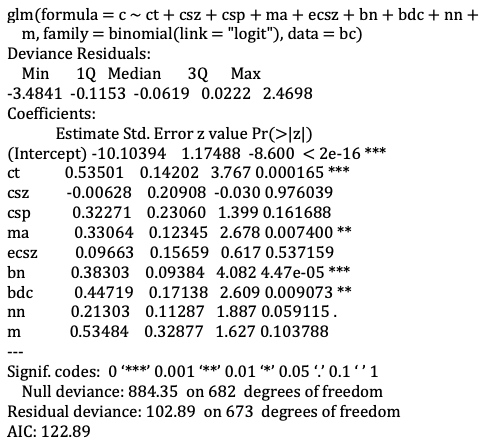 glm(formula = c ~ ct + csz + csp + ma + ecsz + bn + bdc + nn +
m, family = binomial(link = "logit"), data = bc)
Deviance Residuals:
Min 1Q Median 3Q Max
-3.4841 -0.1153 -0.0619 0.0222 2.4698
Coefficients:
Estimate Std. Error z value Pr(>|z|)
(Intercept) -10.10394 1.17488 -8.600 < 2e-16 ***
ct 0.53501 0.14202 3.767 0.000165 ***
csz -0.00628 0.20908 -0.030 0.976039
csp 0.32271 0.23060 1.399 0.161688
ma 0.33064 0.12345 2.678 0.007400 **
ecsz 0.09663 0.15659 0.617 0.537159
bn 0.38303 0.09384 4.082 4.47e-05 ***
bdc 0.44719 0.17138 2.609 0.009073 **
nn 0.21303 0.11287 1.887 0.059115 .
m 0.53484 0.32877 1.627 0.103788
---
Signif. codes: 0 ‘***’ 0.001 ‘**’ 0.01 ‘*’ 0.05 ‘.’ 0.1 ‘ ’ 1
Null deviance: 884.35 on 682 degrees of freedom
Residual deviance: 102.89 on 673 degrees of freedom
AIC: 122.89